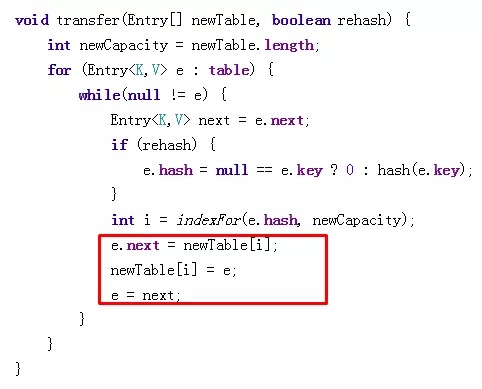 void transfer(Entry[] newTable, boolean rehash) {
    int newCapacity = newTable.length;
    for (Entry<K,V> e : table) {
        while(null != e) {
            Entry<K,V> next = e.next;
            if (rehash) {
                e.hash = null == e.key ? 0 : hash(e.key);
            }
            int i = indexFor(e.hash, newCapacity);
            e.next = newTable[i];
            newTable[i] = e;
            e = next;
        }
    }
}